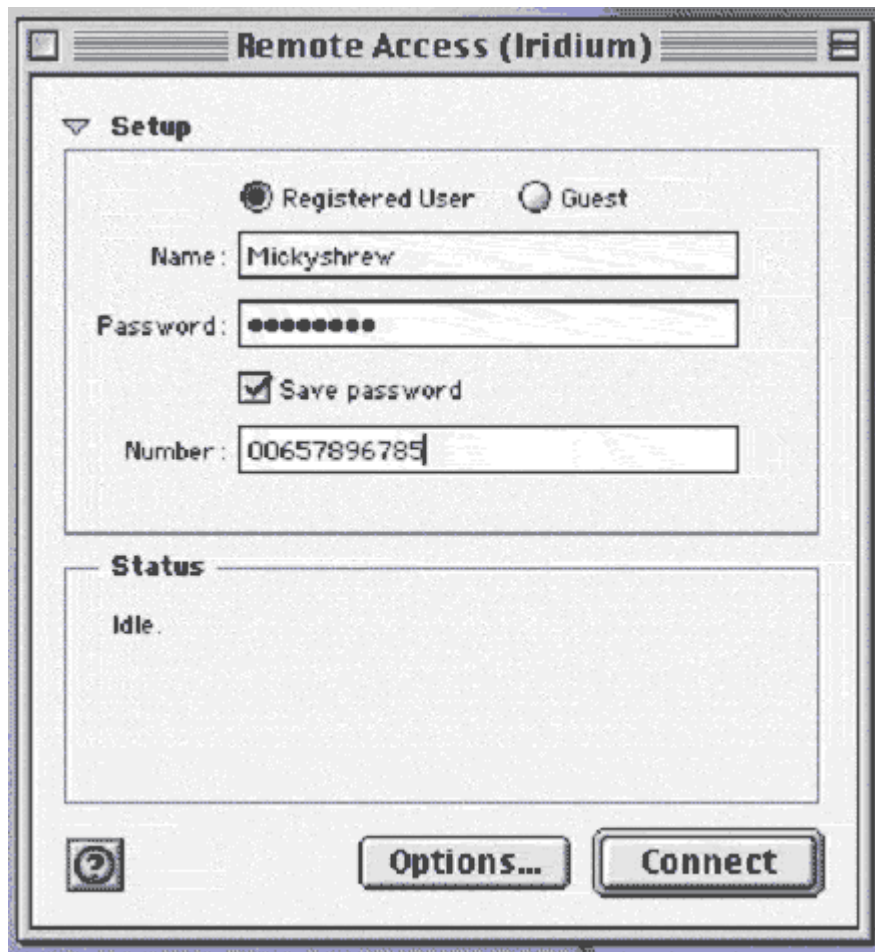 Remote Access (Iridium)
Setup
Registered User Guest
Name: Mickyshrew
Password: ●●●●●●●●
Save password
Number: 00657896785
Status
Idle.
?
Options... Connect